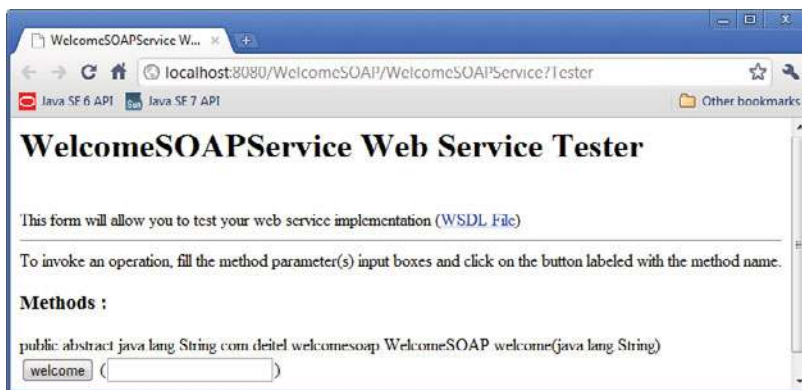 WelcomeSOAPService W...
localhost:8080/WelcomeSOAP/WelcomeSOAPService?Tester
Java SE 6 API Sun Java SE 7 API Other bookmarks
WelcomeSOAPService Web Service Tester
This form will allow you to test your web service implementation (WSDL File)
To invoke an operation, fill the method parameter(s) input boxes and click on the button labeled with the method name.
Methods :
public abstract java lang String com deitel welcomesoap WelcomeSOAP welcome(java lang String)
welcome ( )